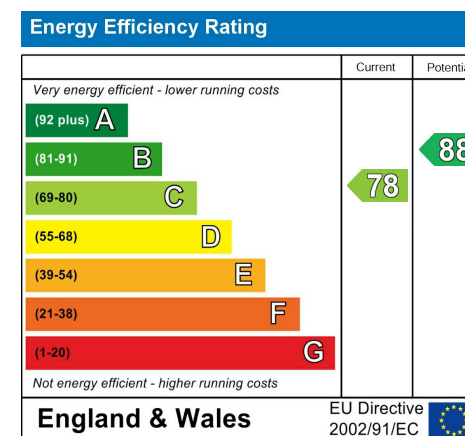 Energy Efficiency Rating
Current Potentia
Very energy efficient - lower running costs
(92 plus) A
(81-91) B
(69-80) C
(55-68) D
(39-54) E
(21-38) F
(1-20) G
78
88
Not energy efficient - higher running costs
England & Wales
EU Directive
2002/91/EC